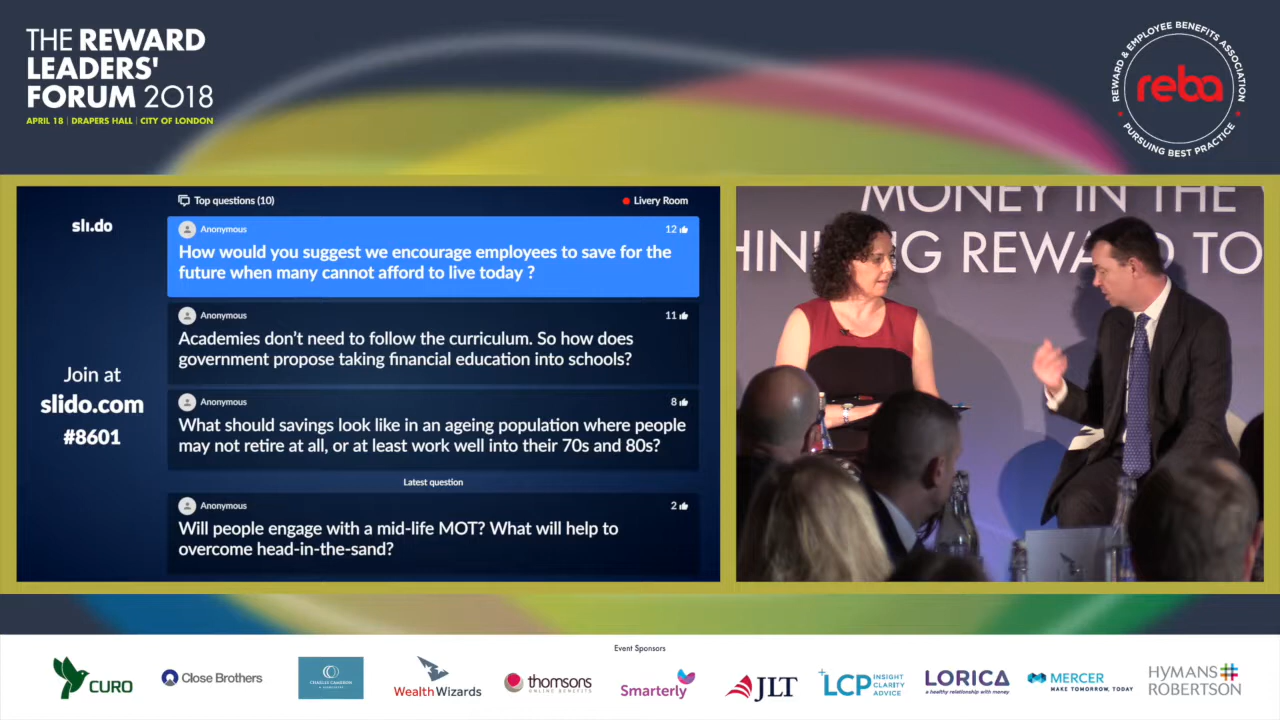 THE REWARD
LEADERS'
FORUM 2018
APRIL 18 | DRAPERS HALL | CITY OF LONDON
REWARD & EMPLOYEE BENEFITS ASSOCIATION
reba
PURSUING BEST PRACTICE
sli.do
Top questions (10)
Livery Room
Anonymous
12
How would you suggest we encourage employees to save for the
future when many cannot afford to live today ?
Anonymous
11
Academies don't need to follow the curriculum. So how does
government propose taking financial education into schools?
Join at
slido.com
#8601
Anonymous
8
What should savings look like in an ageing population where people
may not retire at all, or at least work well into their 70s and 80s?
Latest question
Anonymous
2
Will people engage with a mid-life MOT? What will help to
overcome head-in-the-sand?
MONEY IN THE
REWARD TO
Event Sponsors
CURO
Close Brothers
CHARLES CAMERON
& ASSOCIATES
WealthWizards
thomsons
ONLINE BENEFITS
Smarterly
JLT
LCP INSIGHT
CLARITY
ADVICE
LORICA
a healthy relationship with money.
MERCER
MAKE TOMORROW, TODAY
HYMANS
ROBERTSON